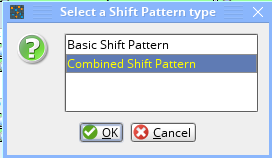 Select a Shift Pattern type
Basic Shift Pattern
Combined Shift Pattern
OK
Cancel